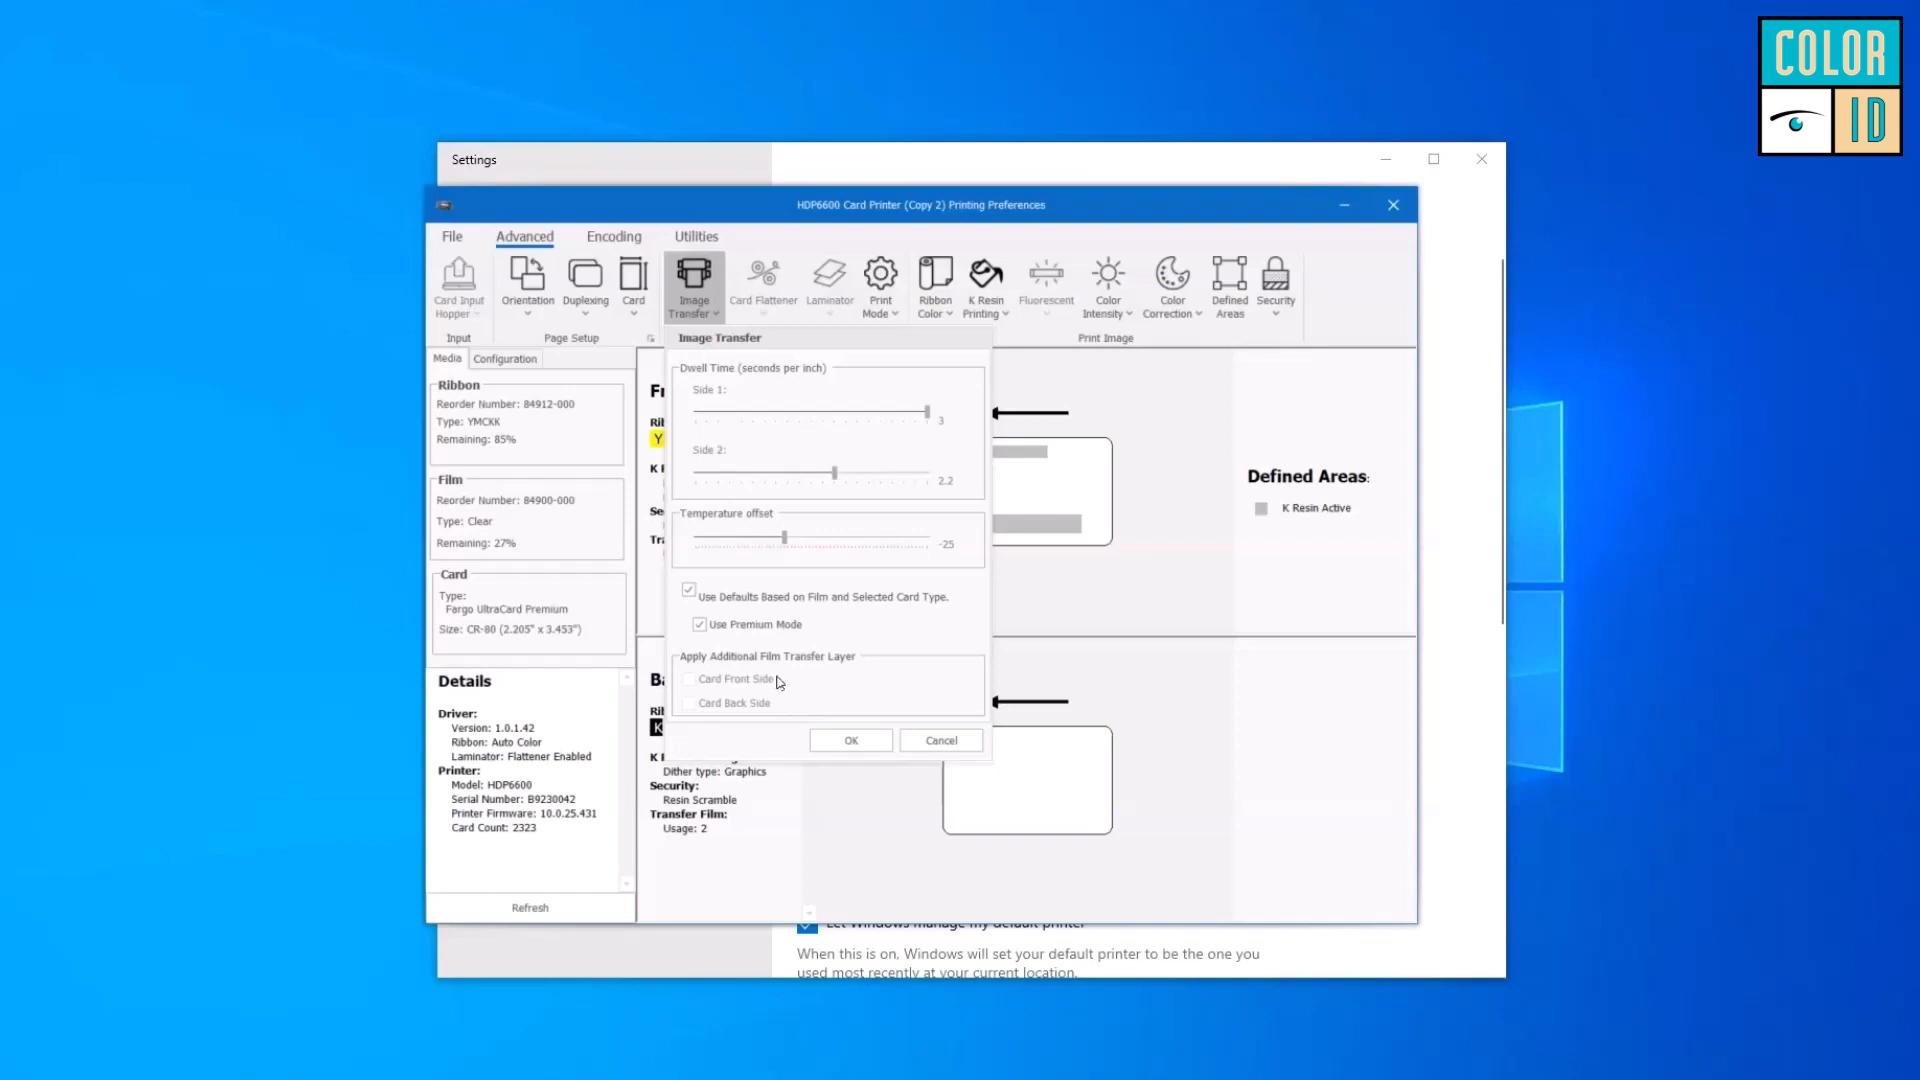 COLOR
ID
Settings
HDP6600 Card Printer (Copy 2) Printing Preferences
File Advanced Encoding Utilities
Card Input Hopper
Orientation
Duplexing
Card
Image Transfer
Card Flattener
Laminator
Print Mode
Ribbon Color
K Resin Printing
Fluorescent
Color Intensity
Color Correction
Defined Areas
Security
Input
Page Setup
Print Image
Media Configuration
Ribbon
Reorder Number: 84912-000
Type: YMCKK
Remaining: 85%
Film
Reorder Number: 84900-000
Type: Clear
Remaining: 27%
Card
Type:
Fargo UltraCard Premium
Size: CR-80 (2.205" x 3.453")
Details
Driver:
Version: 1.0.1.42
Ribbon: Auto Color
Laminator: Flattener Enabled
Printer:
Model: HDP6600
Serial Number: B9230042
Printer Firmware: 10.0.25.431
Card Count: 2323
Refresh
Image Transfer
Dwell Time (seconds per inch)
Side 1:
3
Side 2:
2.2
Temperature offset
-25
Use Defaults Based on Film and Selected Card Type.
Use Premium Mode
Apply Additional Film Transfer Layer
Card Front Side
Card Back Side
OK Cancel
Y
K
Dither type: Graphics
Security:
Resin Scramble
Transfer Film:
Usage: 2
Defined Areas:
K Resin Active
Let Windows manage my default printer
When this is on, Windows will set your default printer to be the one you
used most recently at your current location.